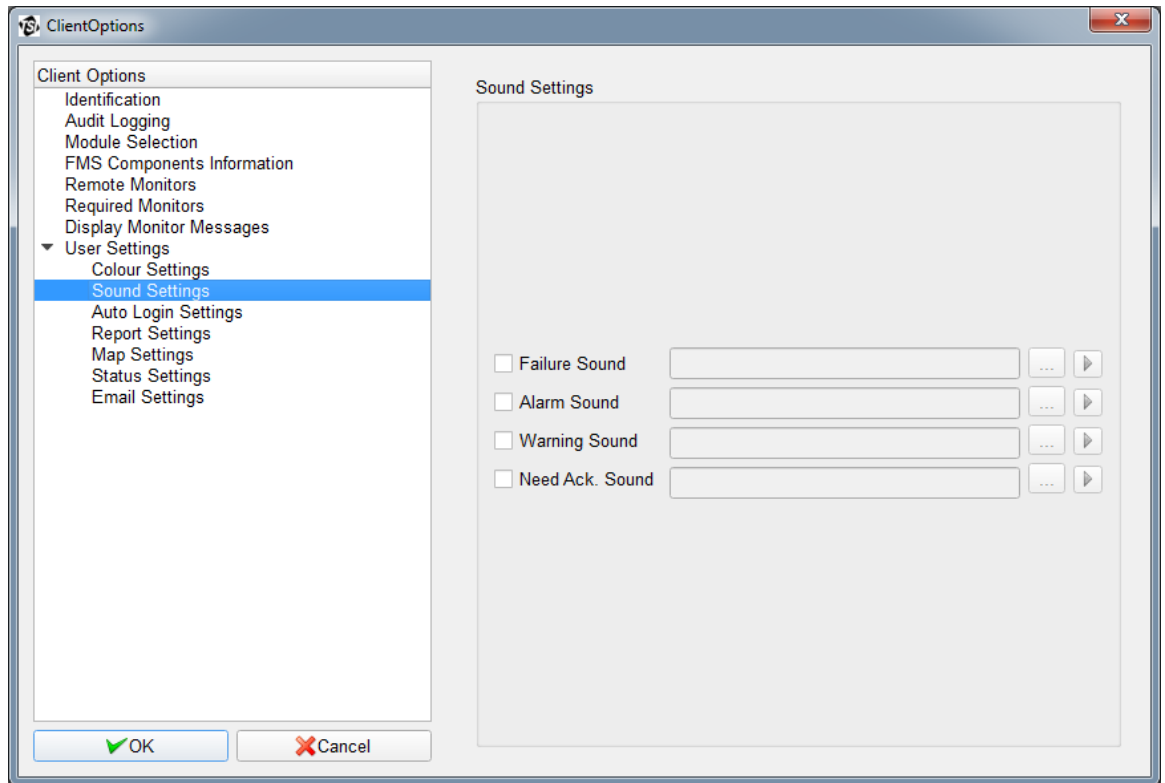 TSI ClientOptions
Client Options
Identification
Audit Logging
Module Selection
FMS Components Information
Remote Monitors
Required Monitors
Display Monitor Messages
User Settings
Colour Settings
Sound Settings
Auto Login Settings
Report Settings
Map Settings
Status Settings
Email Settings
OK
Cancel
Sound Settings
Failure Sound ...
Alarm Sound ...
Warning Sound ...
Need Ack. Sound ...